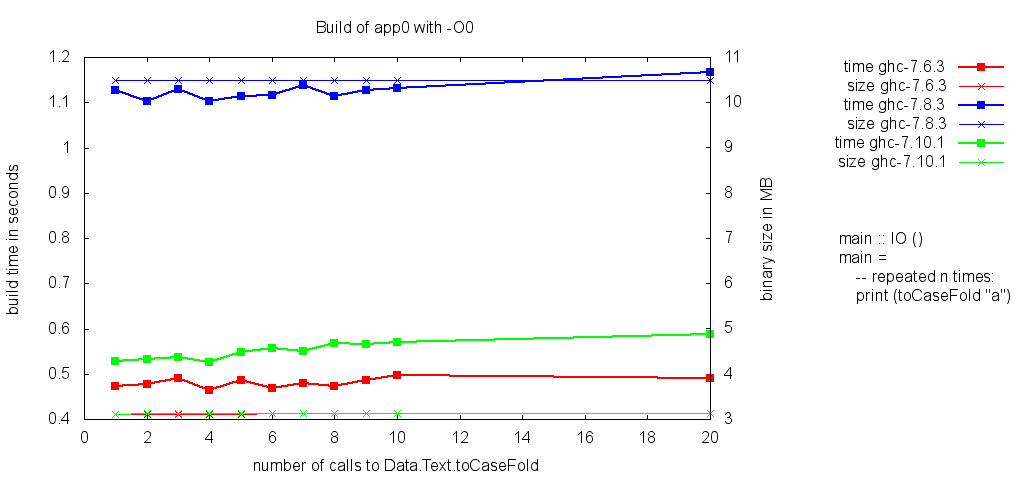 Build of app0 with -O0
1.2
1.1
1
0.9
0.8
0.7
0.6
0.5
0.4
build time in seconds
11
10
9
8
7
6
5
4
3
binary size in MB
0 2 4 6 8 10 12 14 16 18 20
number of calls to Data.Text.toCaseFold
time ghc-7.6.3
size ghc-7.6.3
time ghc-7.8.3
size ghc-7.8.3
time ghc-7.10.1
size ghc-7.10.1
main :: IO ()
main =
-- repeated n times:
print (toCaseFold "a")